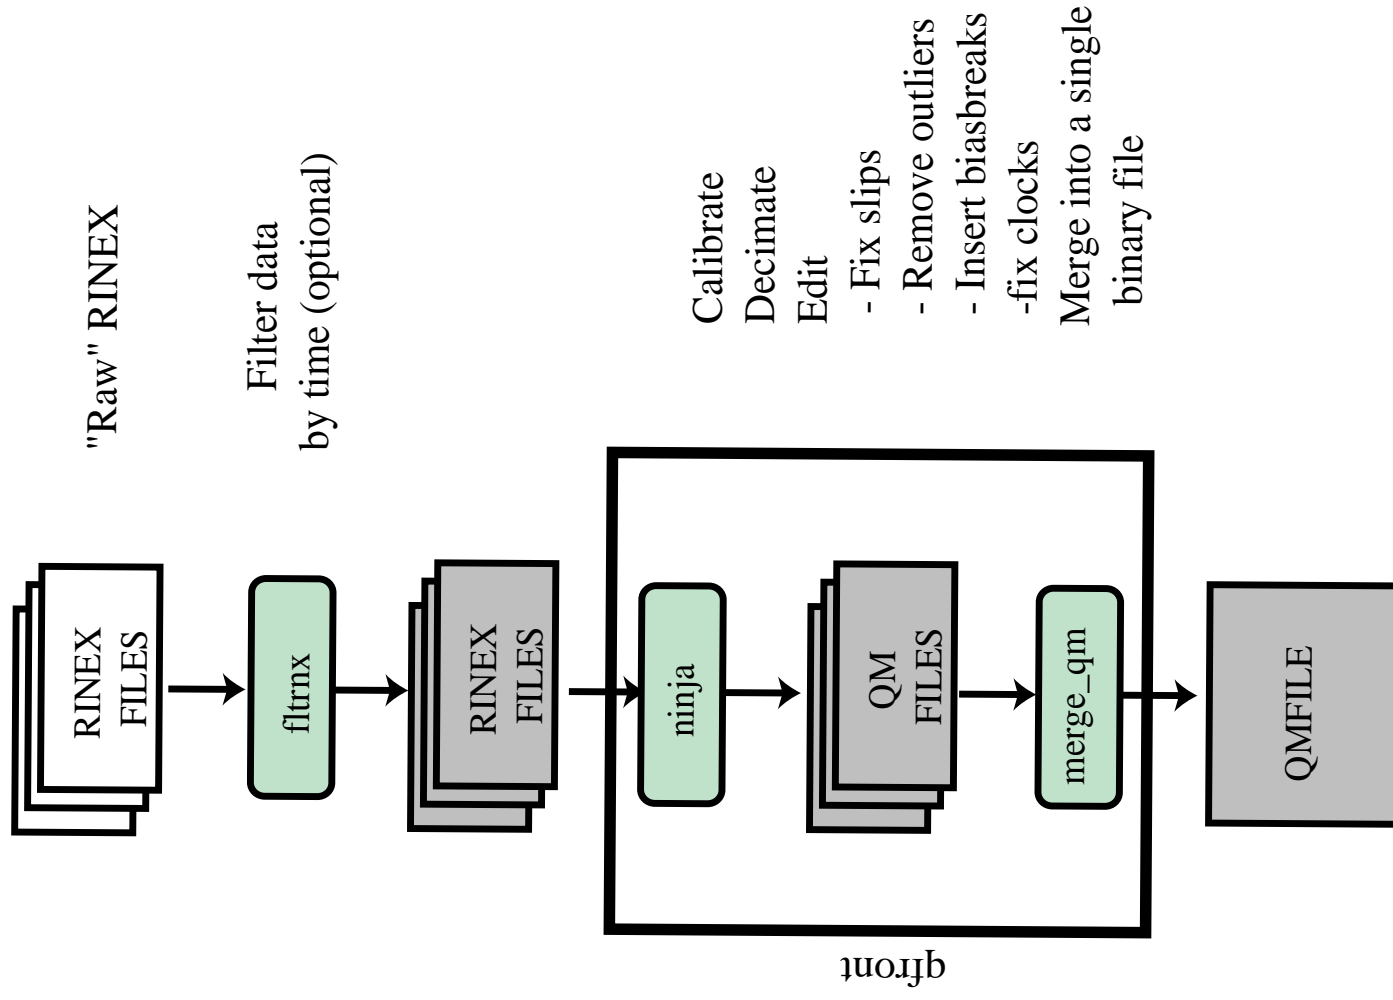 "Raw" RINEX
Filter data
by time (optional)
Calibrate
Decimate
Edit
- Fix slips
- Remove outliers
- Insert biasbreaks
-fix clocks
Merge into a single
binary file
RINEX
FILES
fltrnx
RINEX
FILES
ninja
QM
FILES
merge_qm
QMFILE
qfront